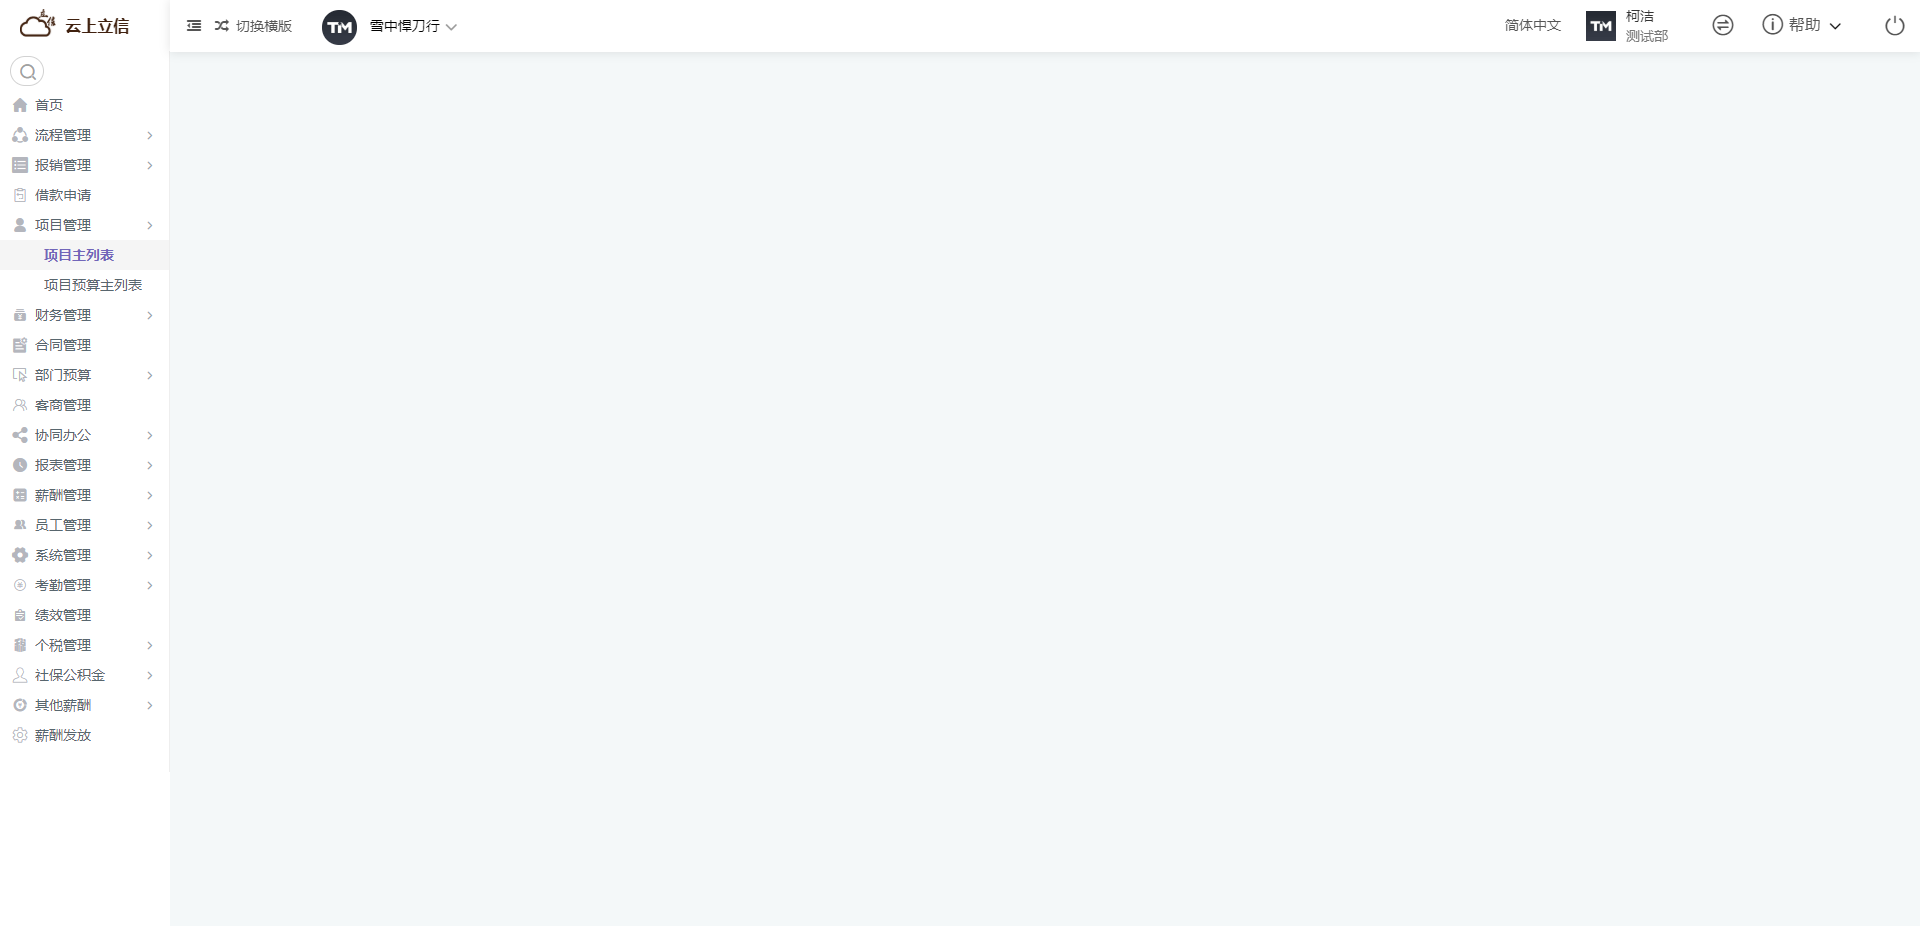 云上立信
切换横版
TM
雪中悍刀行
简体中文
TM
柯洁
测试部
帮助
首页
流程管理
报销管理
借款申请
项目管理
项目主列表
项目预算主列表
财务管理
合同管理
部门预算
客商管理
协同办公
报表管理
薪酬管理
员工管理
系统管理
考勤管理
绩效管理
个税管理
社保公积金
其他薪酬
薪酬发放